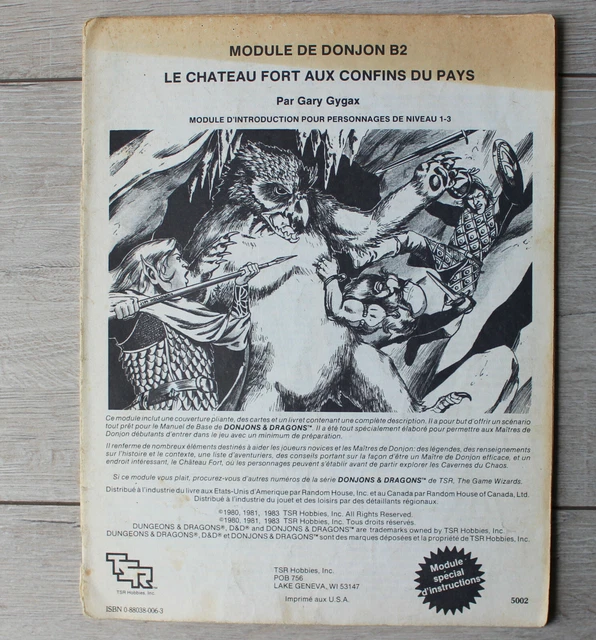 MODULE DE DONJON B2
LE CHATEAU FORT AUX CONFINS DU PAYS
Par Gary Gygax
MODULE D'INTRODUCTION POUR PERSONNAGES DE NIVEAU 1-3
Ce module inclut une couverture pliante, des cartes et un livret contenant une complète description. Il a pour but d'offrir un scénario
tout prêt pour le Manuel de Base de DONJONS & DRAGONS™. Il a été tout spécialement élaboré pour permettre aux Maîtres de
Donjon débutants d'entrer dans le jeu avec un minimum de préparation.
Il renferme de nombreux éléments destinés à aider les joueurs novices et les Maîtres de Donjon: des légendes, des renseignements
sur l'histoire et le contexte, une liste d'aventuriers, des conseils portant sur la façon d'être un Maître de Donjon efficace, et un
endroit intéressant, le Château Fort, où les personnages peuvent s'établir avant de partir explorer les Cavernes du Chaos.
Si ce module vous plait, procurez-vous d'autres numéros de la série DONJONS & DRAGONS™ de TSR, The Game Wizards.
Distribué à l'industrie du livre aux Etats-Unis d'Amerique par Random House, Inc. et au Canada par Random House of Canada, Ltd.
Distribué à l'industrie du jouet et des loisirs par des détaillants régionaux.
©1980, 1981, 1983 TSR Hobbies, Inc. All Rights Reserved.
©1980, 1981, 1983 TSR Hobbies, Inc. Tous droits réservés.
DUNGEONS & DRAGONS®, D&D® and DONJONS & DRAGONS™ are trademarks owned by TSR Hobbies, Inc.
DUNGEONS & DRAGONS®, D&D® et DONJONS & DRAGONS™ sont des marques déposées et la propriété de TSR Hobbies, Inc.
TSR
TSR Hobbies, Inc.
TSR Hobbies, Inc.
POB 756
LAKE GENEVA, WI 53147
Imprimé aux U.S.A.
Module
spécial
d'instructions
ISBN 0-88038-006-3
5002